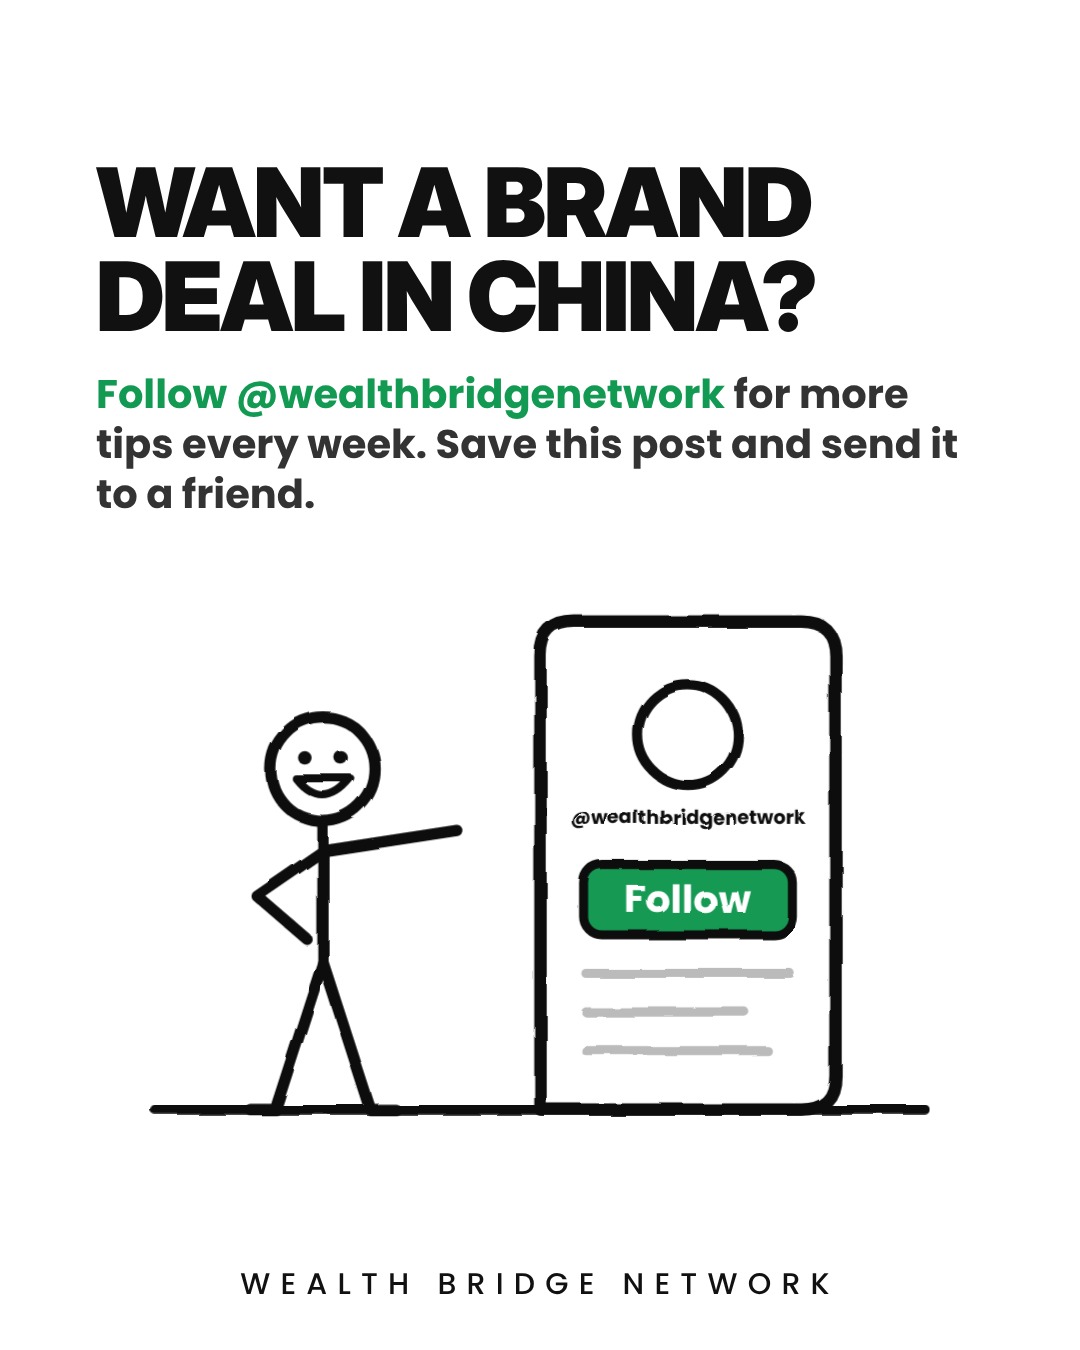 WANT A BRAND
DEAL IN CHINA?
Follow @wealthbridgenetwork for more
tips every week. Save this post and send it
to a friend.
@wealthbridgenetwork
Follow
WEALTH BRIDGE NETWORK